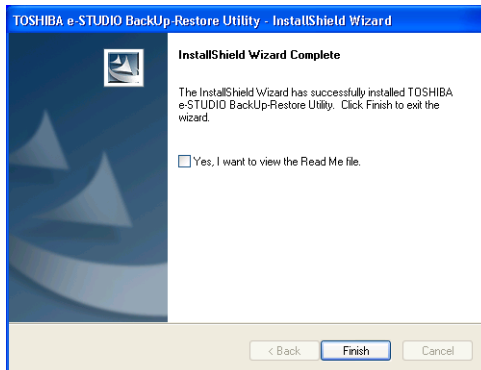 TOSHIBA e-STUDIO BackUp-Restore Utility - InstallShield Wizard
InstallShield Wizard Complete
The InstallShield Wizard has successfully installed TOSHIBA
e-STUDIO BackUp-Restore Utility. Click Finish to exit the
wizard.
Yes, I want to view the Read Me file.
< Back Finish Cancel